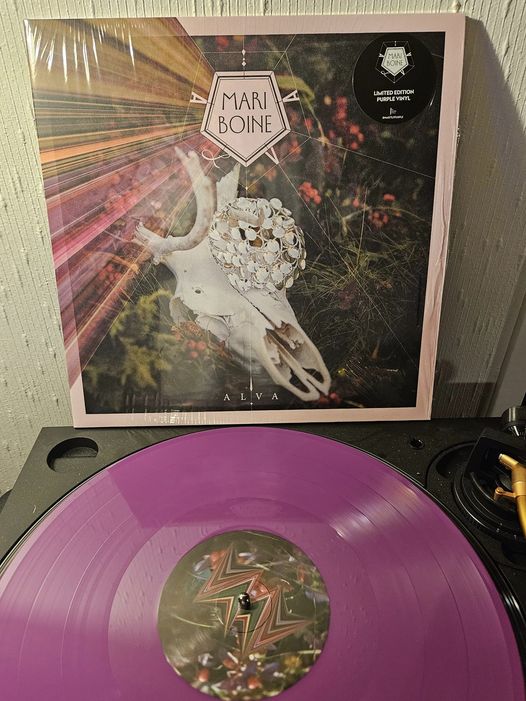 MARI
BOINE
MARI
BOINE
LIMITED EDITION
PURPLE VINYL
ALVA